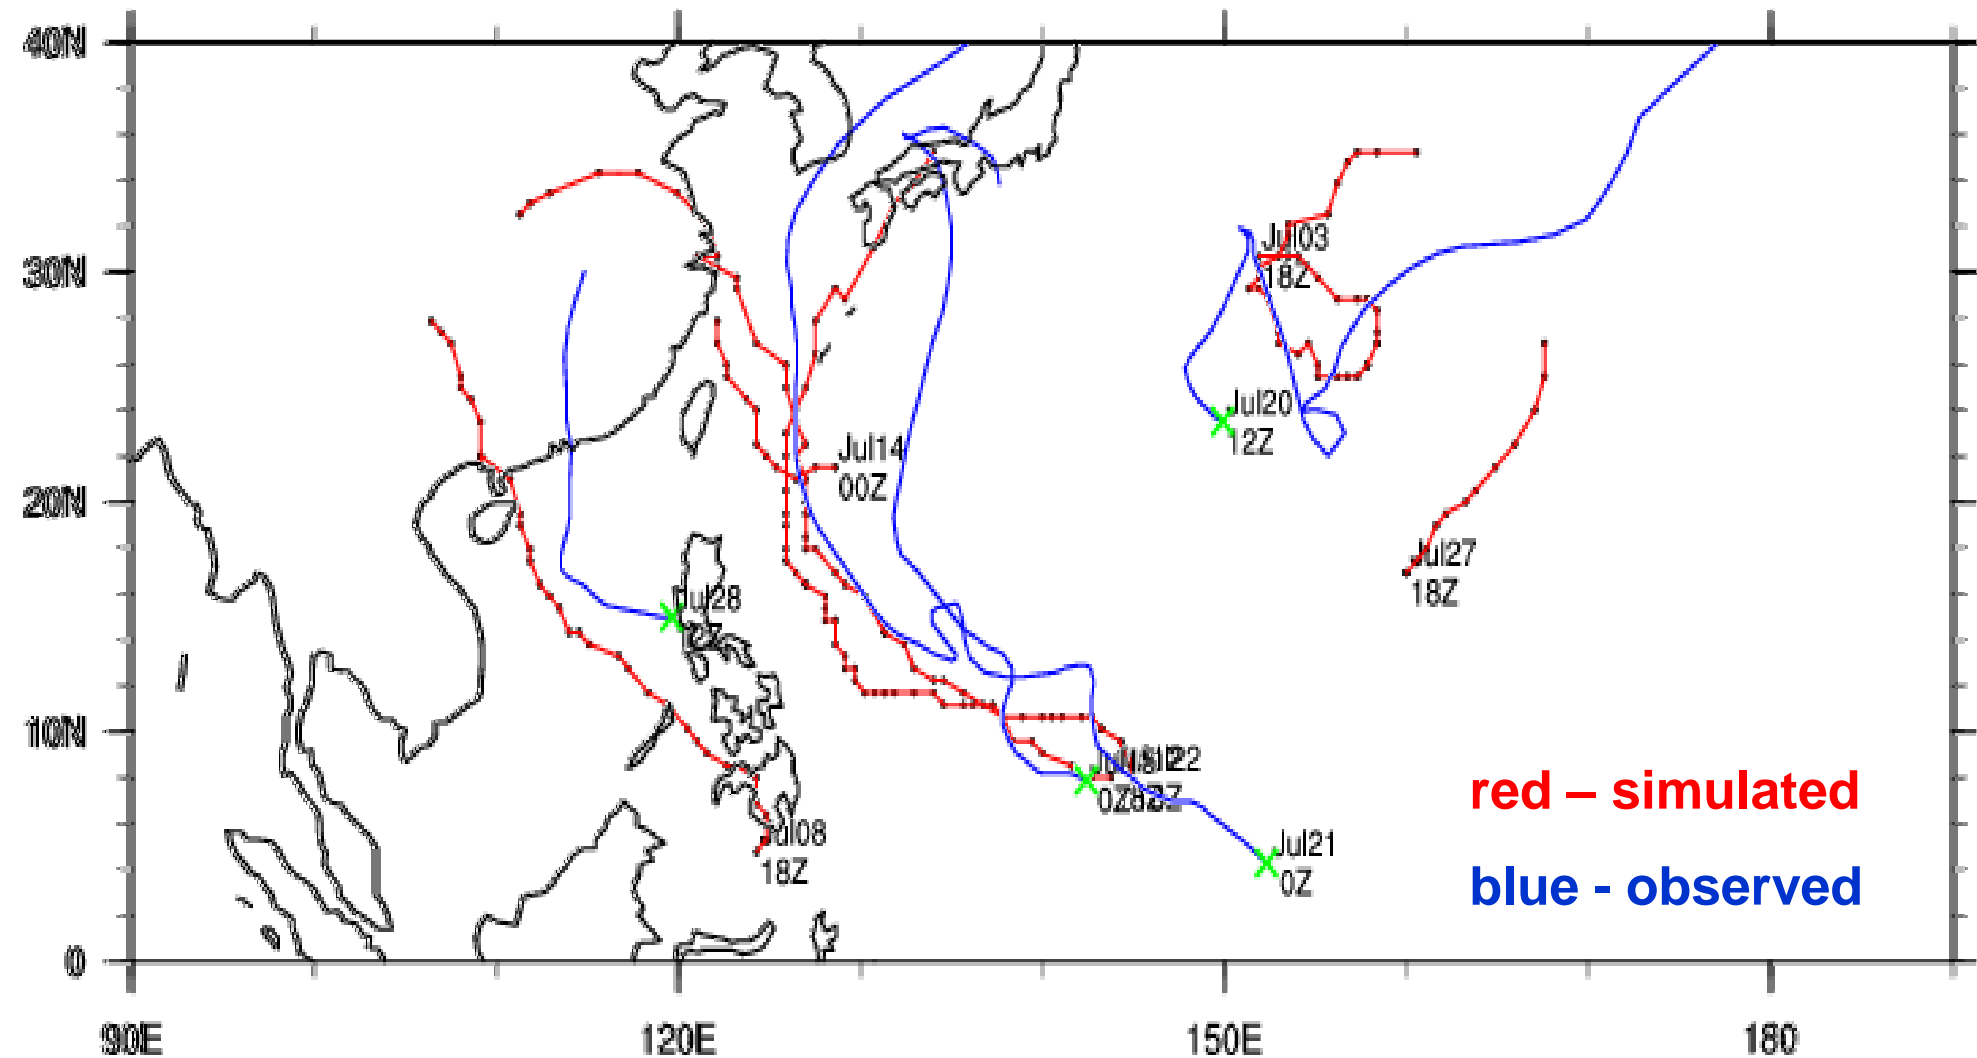 40N
30N
20N
10N
0
90E
120E
150E
180
Jul03
18Z
Jul20
12Z
Jul14
00Z
Jul27
18Z
Jul28
Jul21
0Z
Jul08
18Z
red – simulated
blue - observed